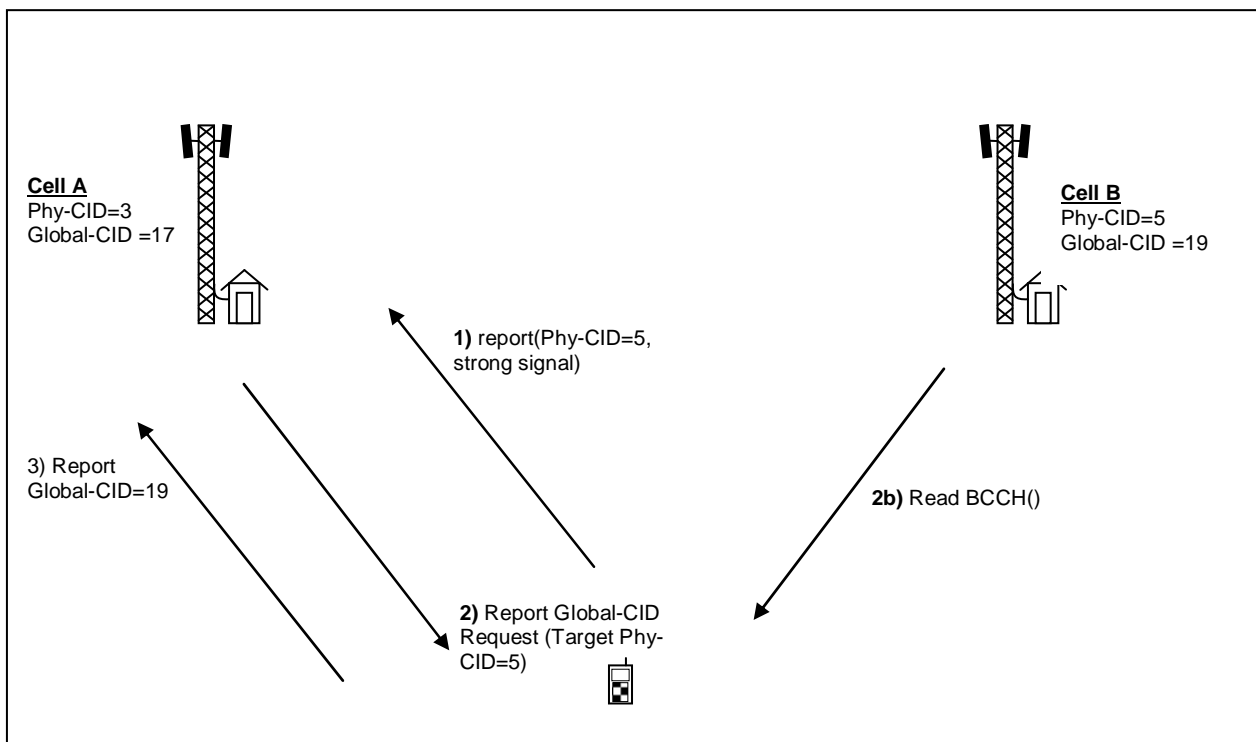 Cell A
Phy-CID=3
Global-CID =17
Cell B
Phy-CID=5
Global-CID =19
1) report(Phy-CID=5,
strong signal)
3) Report
Global-CID=19
2b) Read BCCH()
2) Report Global-CID
Request (Target Phy-
CID=5)